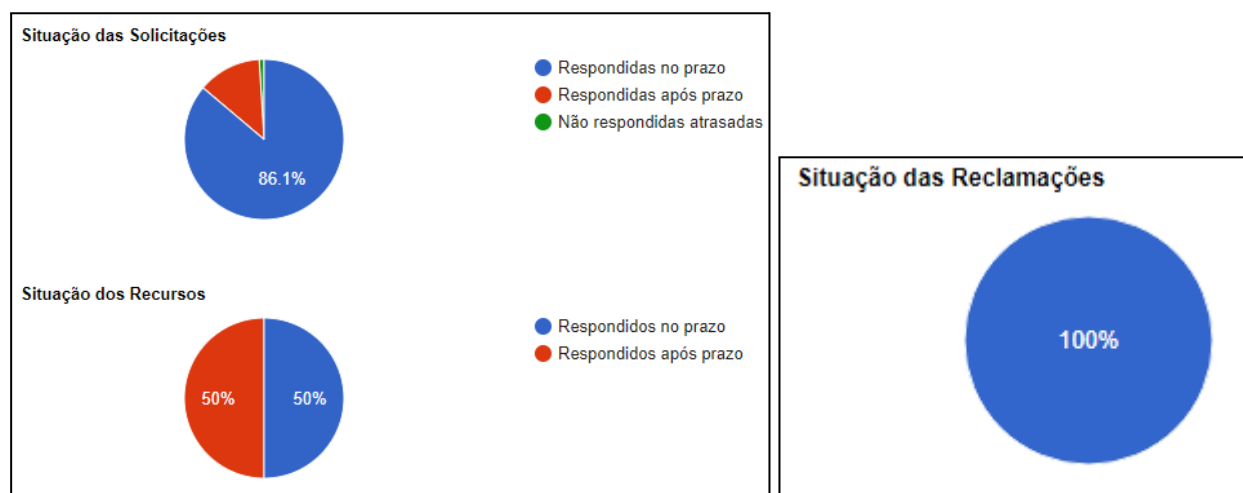 Situação das Solicitações
Respondidas no prazo
Respondidas após prazo
Não respondidas atrasadas
86.1%
Situação dos Recursos
Respondidos no prazo
Respondidos após prazo
50%
50%
Situação das Reclamações
100%